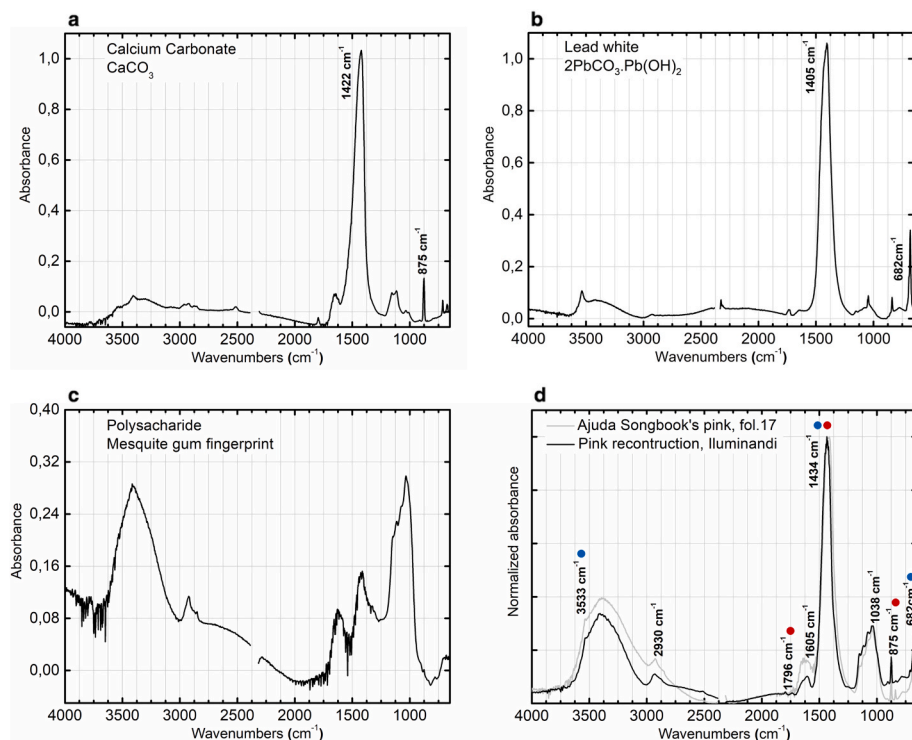 a
Calcium Carbonate
CaCO₃
1422 cm⁻¹
875 cm⁻¹
Absorbance
1,0
0,8
0,6
0,4
0,2
0,0
4000 3500 3000 2500 2000 1500 1000
Wavenumbers (cm⁻¹)
b
Lead white
2PbCO₃.Pb(OH)₂
1405 cm⁻¹
682cm⁻¹
Absorbance
1,0
0,8
0,6
0,4
0,2
0,0
4000 3500 3000 2500 2000 1500 1000
Wavenumbers (cm⁻¹)
c
Polysacharide
Mesquite gum fingerprint
Absorbance
0,40
0,32
0,24
0,16
0,08
0,00
4000 3500 3000 2500 2000 1500 1000
Wavenumbers (cm⁻¹)
d
Ajuda Songbook's pink, fol.17
Pink recontruction, Iluminandi
3533 cm⁻¹
2930 cm⁻¹
1796 cm⁻¹
1605 cm⁻¹
1434 cm⁻¹
1038 cm⁻¹
875 cm⁻¹
682cm⁻¹
Normalized absorbance
4000 3500 3000 2500 2000 1500 1000
Wavenumbers (cm⁻¹)